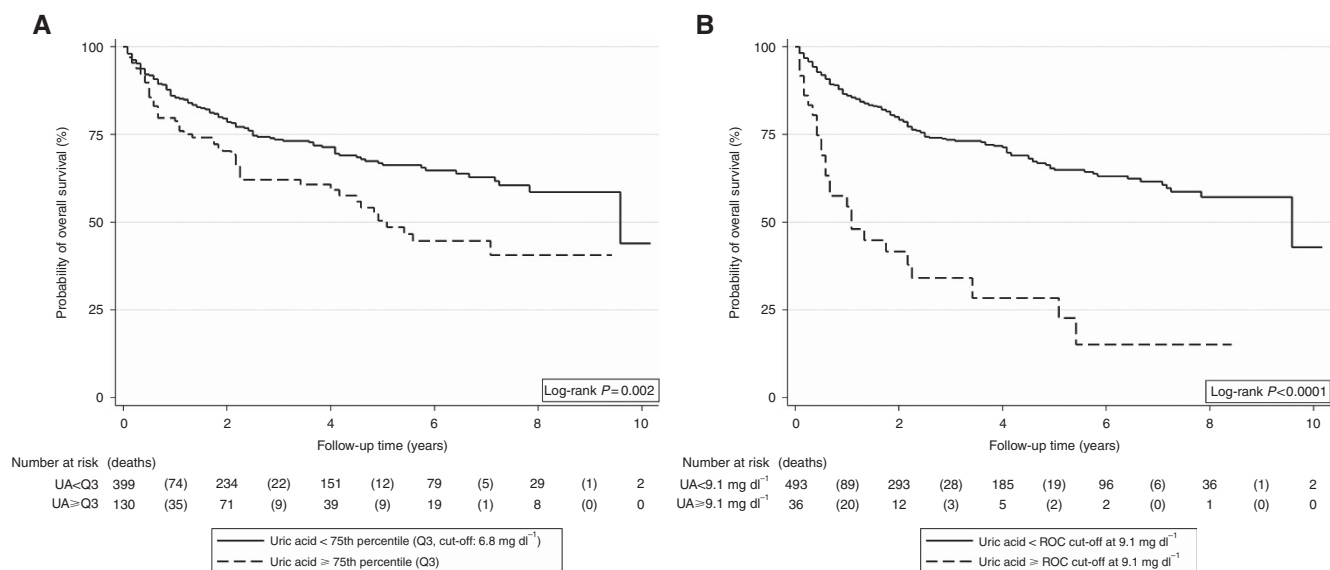 A
100
75
50
25
0
Probability of overall survival (%)
Log-rank P=0.002
0 2 4 6 8 10
Follow-up time (years)
Number at risk (deaths)
UA<Q3 399 (74) 234 (22) 151 (12) 79 (5) 29 (1) 2
UA≥Q3 130 (35) 71 (9) 39 (9) 19 (1) 8 (0) 0
Uric acid < 75th percentile (Q3, cut-off: 6.8 mg dl⁻¹)
Uric acid ≥ 75th percentile (Q3)
B
100
75
50
25
0
Probability of overall survival (%)
Log-rank P<0.0001
0 2 4 6 8 10
Follow-up time (years)
Number at risk (deaths)
UA<9.1 mg dl⁻¹ 493 (89) 293 (28) 185 (19) 96 (6) 36 (1) 2
UA≥9.1 mg dl⁻¹ 36 (20) 12 (3) 5 (2) 2 (0) 1 (0) 0
Uric acid < ROC cut-off at 9.1 mg dl⁻¹
Uric acid ≥ ROC cut-off at 9.1 mg dl⁻¹